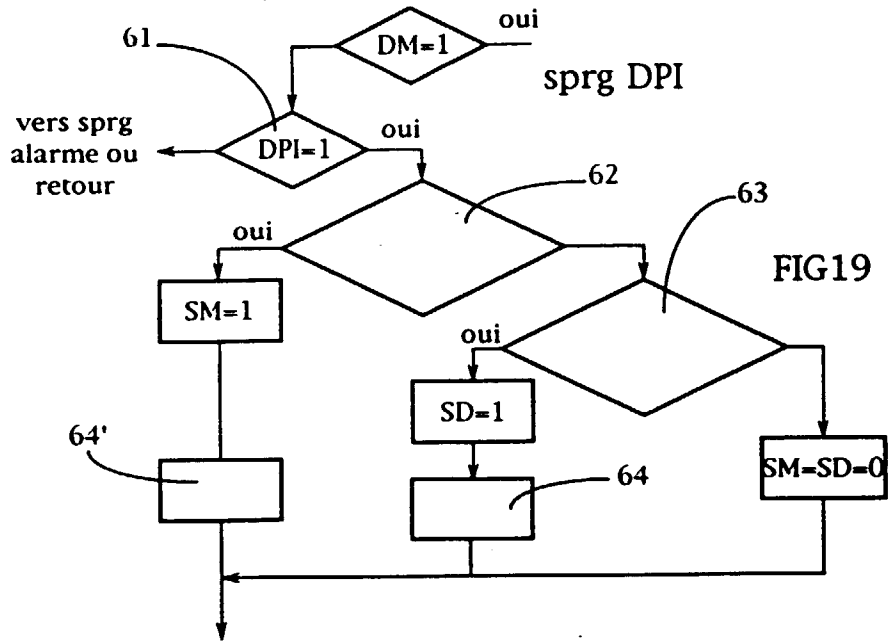 oui
61
DM=1
sprg DPI
vers sprg
alarme ou
retour
DPI=1
oui
62
63
oui
FIG19
SM=1
oui
SD=1
64'
64
SM=SD=0